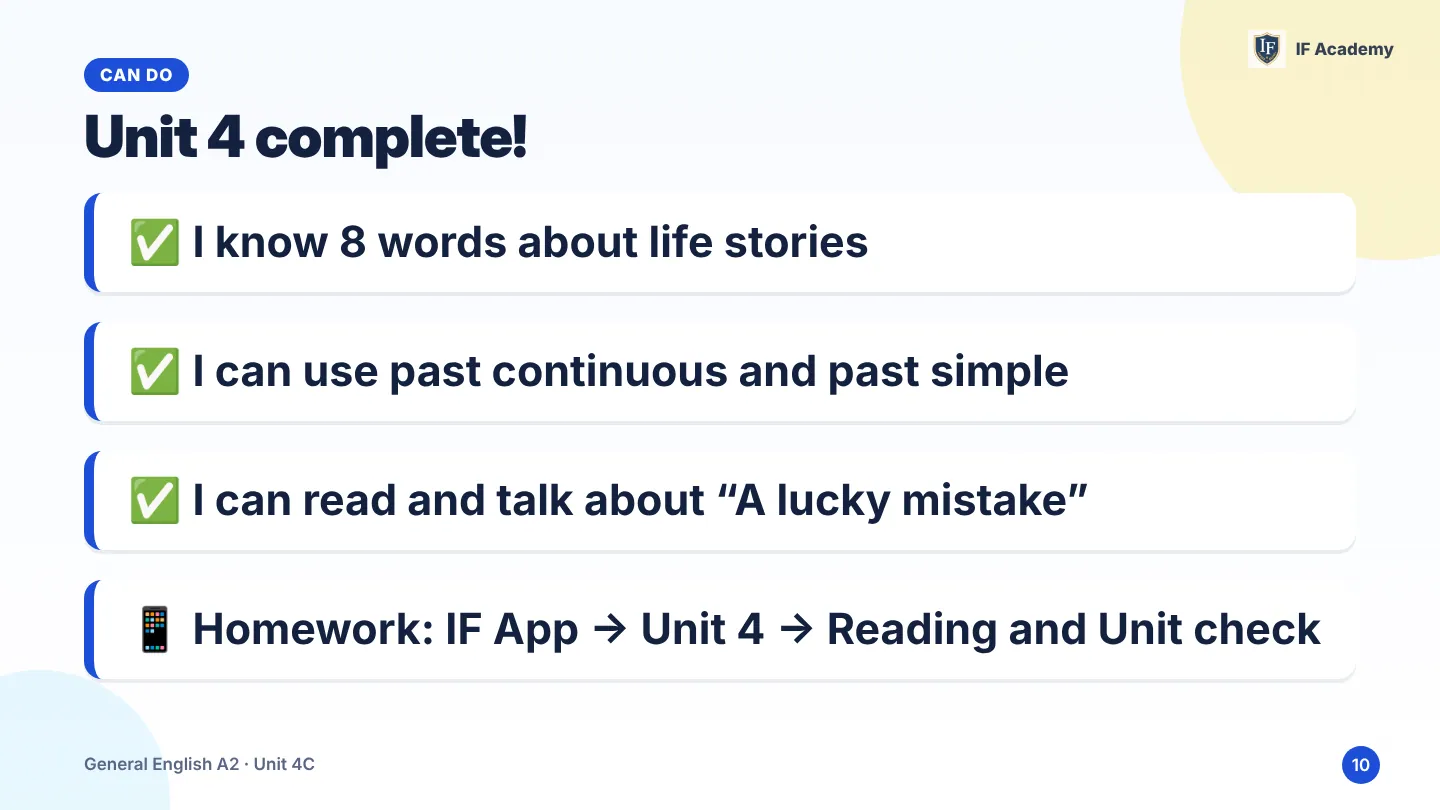 IF
IF Academy
CAN DO
Unit 4 complete!
✅ I know 8 words about life stories
✅ I can use past continuous and past simple
✅ I can read and talk about “A lucky mistake”
📱 Homework: IF App → Unit 4 → Reading and Unit check
General English A2 · Unit 4C
10